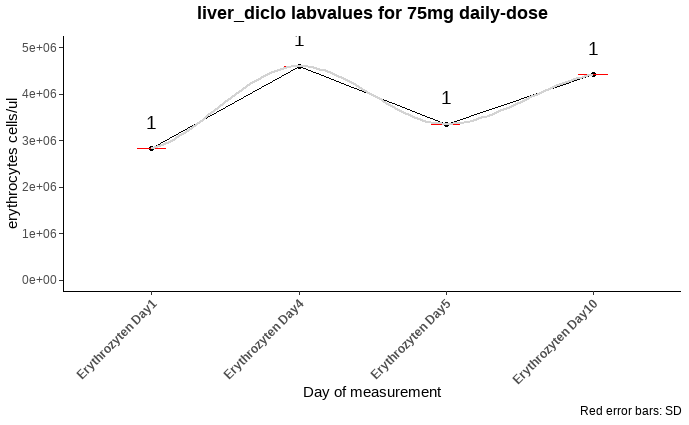 liver_diclo labvalues for 75mg daily-dose
erythrocytes cells/ul
5e+06
4e+06
3e+06
2e+06
1e+06
0e+00
1
1
1
1
Erythrozyten Day1
Erythrozyten Day4
Erythrozyten Day5
Erythrozyten Day10
Day of measurement
Red error bars: SD